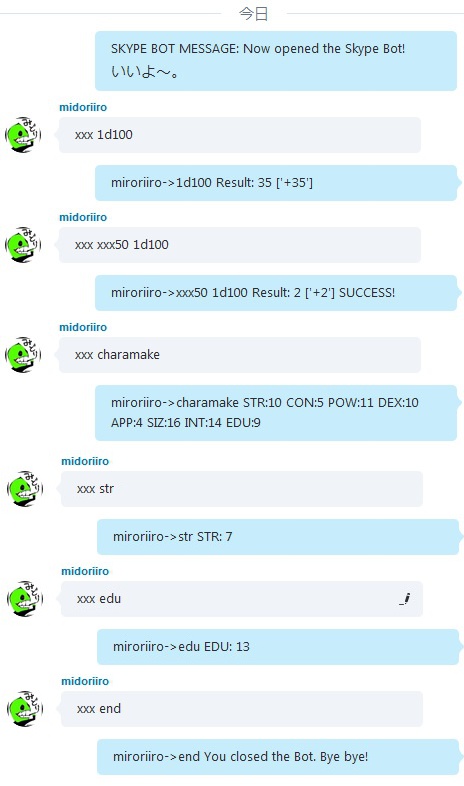 今日
SKYPE BOT MESSAGE: Now opened the Skype Bot!
いいよ～。
midoriiro
xxx 1d100
miroriiro->1d100 Result: 35 ['+35']
midoriiro
xxx xxx50 1d100
miroriiro->xxx50 1d100 Result: 2 ['+2'] SUCCESS!
midoriiro
xxx charamake
miroriiro->charamake STR:10 CON:5 POW:11 DEX:10
APP:4 SIZ:16 INT:14 EDU:9
midoriiro
xxx str
miroriiro->str STR: 7
midoriiro
xxx edu
miroriiro->edu EDU: 13
midoriiro
xxx end
miroriiro->end You closed the Bot. Bye bye!